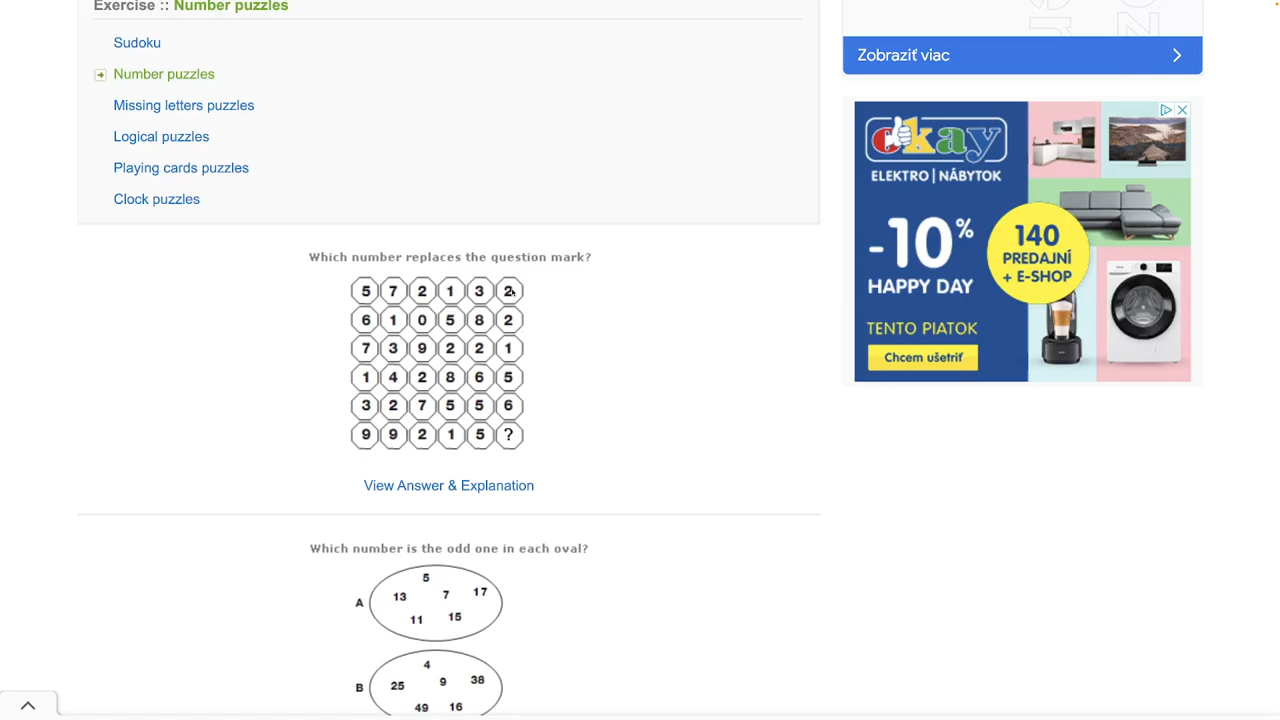 Exercise :: Number puzzles
Sudoku
Number puzzles
Missing letters puzzles
Logical puzzles
Playing cards puzzles
Clock puzzles
Which number replaces the question mark?
5 7 2 1 3 2
6 1 0 5 8 2
7 3 9 2 2 1
1 4 2 8 6 5
3 2 7 5 5 6
9 9 2 1 5 ?
View Answer & Explanation
Which number is the odd one in each oval?
A
5
13 7 17
11 15
B
4
25 9 38
49 16
Zobraziť viac
okay
ELEKTRO | NÁBYTOK
-10%
HAPPY DAY
140
PREDAJNÍ
+ E-SHOP
TENTO PIATOK
Chcem ušetriť